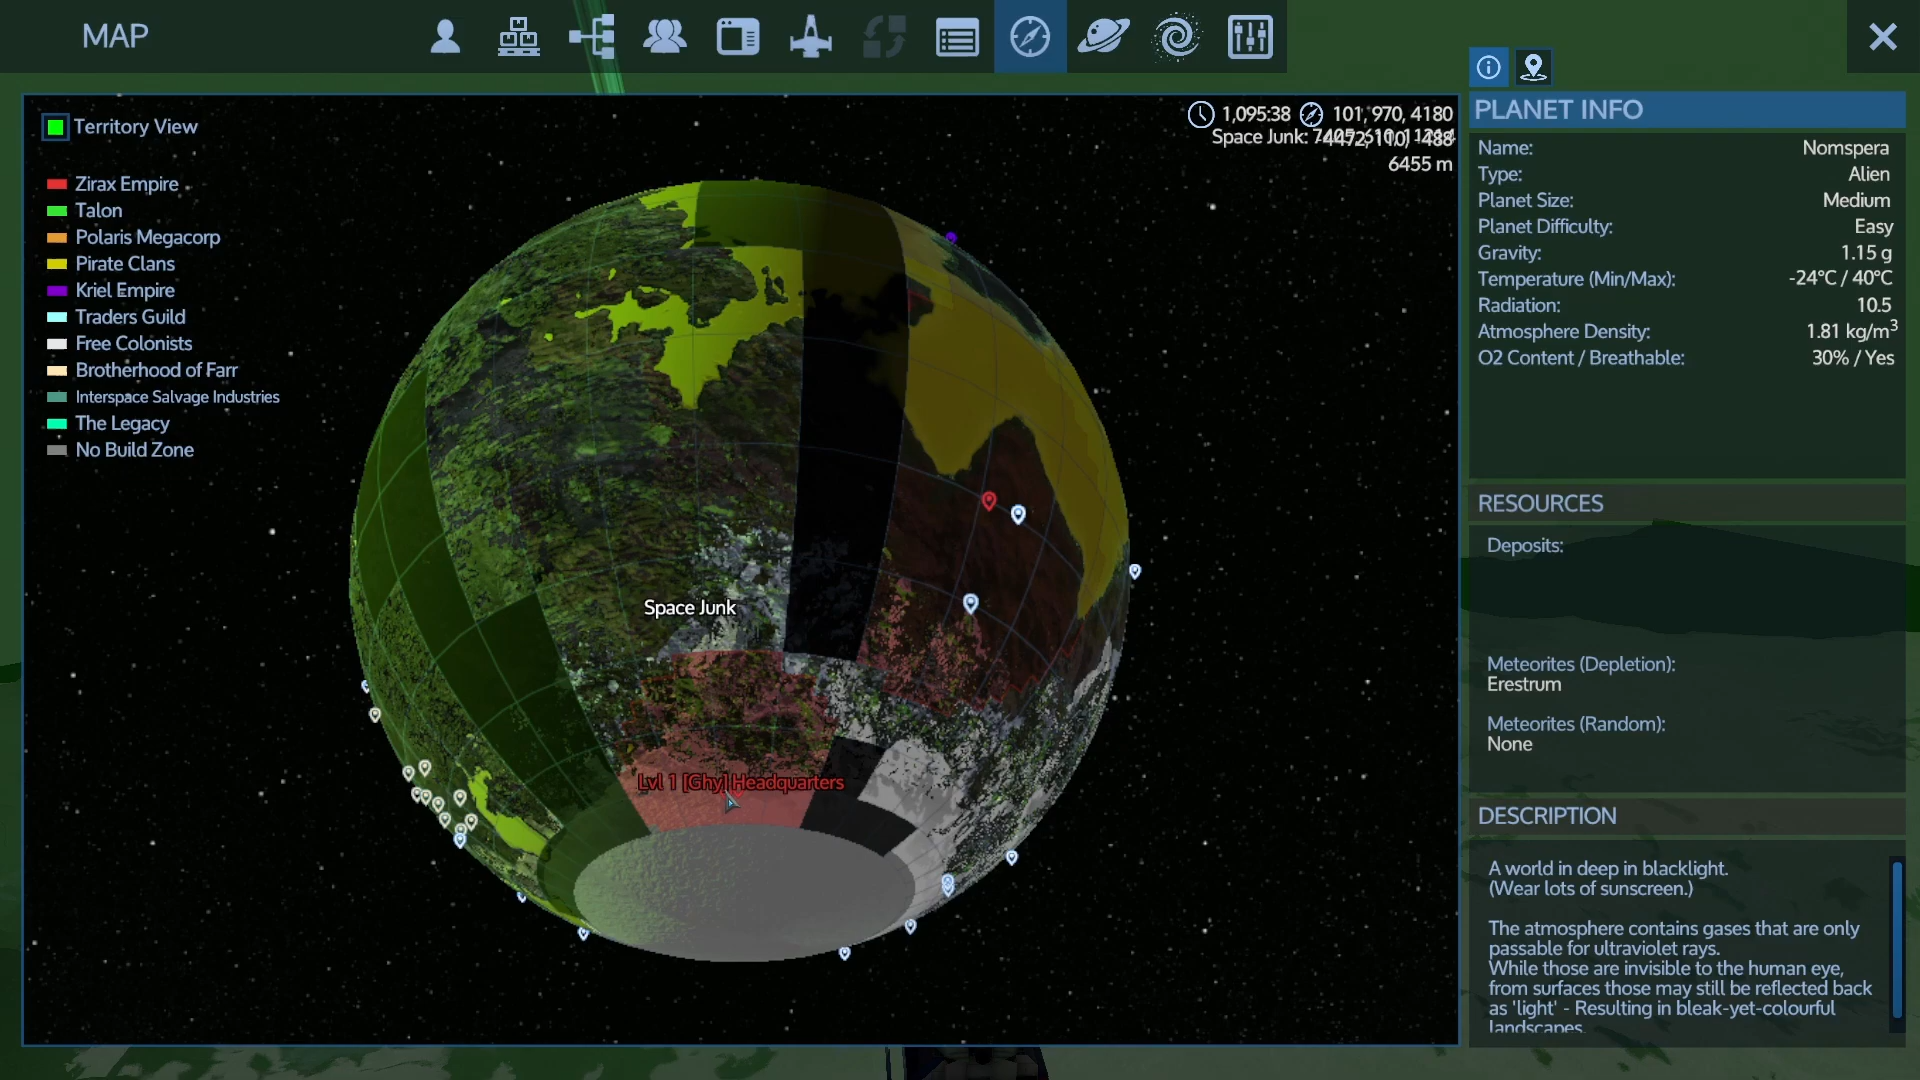 MAP
Territory View
Zirax Empire
Talon
Polaris Megacorp
Pirate Clans
Kriel Empire
Traders Guild
Free Colonists
Brotherhood of Farr
Interspace Salvage Industries
The Legacy
No Build Zone
1,095:38 101, 970, 4180
Space Junk:
6455 m
Space Junk
Lvl 1 [Ghy] Headquarters
PLANET INFO
Name: Nomspera
Type: Alien
Planet Size: Medium
Planet Difficulty: Easy
Gravity: 1.15 g
Temperature (Min/Max): -24°C / 40°C
Radiation: 10.5
Atmosphere Density: 1.81 kg/m³
O2 Content / Breathable: 30% / Yes
RESOURCES
Deposits:
Meteorites (Depletion):
Erestrum
Meteorites (Random):
None
DESCRIPTION
A world in deep in blacklight.
(Wear lots of sunscreen.)
The atmosphere contains gases that are only
passable for ultraviolet rays.
While those are invisible to the human eye,
from surfaces those may still be reflected back
as 'light' - Resulting in bleak-yet-colourful
landscapes.